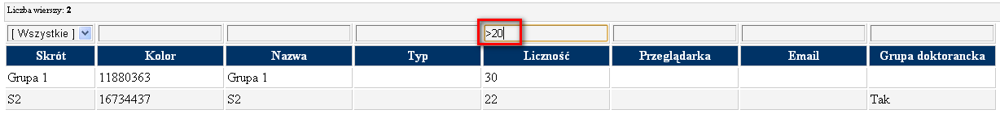 Liczba wierszy: 2
[ Wszystkie ] >20
Skrót Kolor Nazwa Typ Liczność Przeglądarka Email Grupa doktorancka
Grupa 1 11880363 Grupa 1 30
S2 16734437 S2 22 Tak